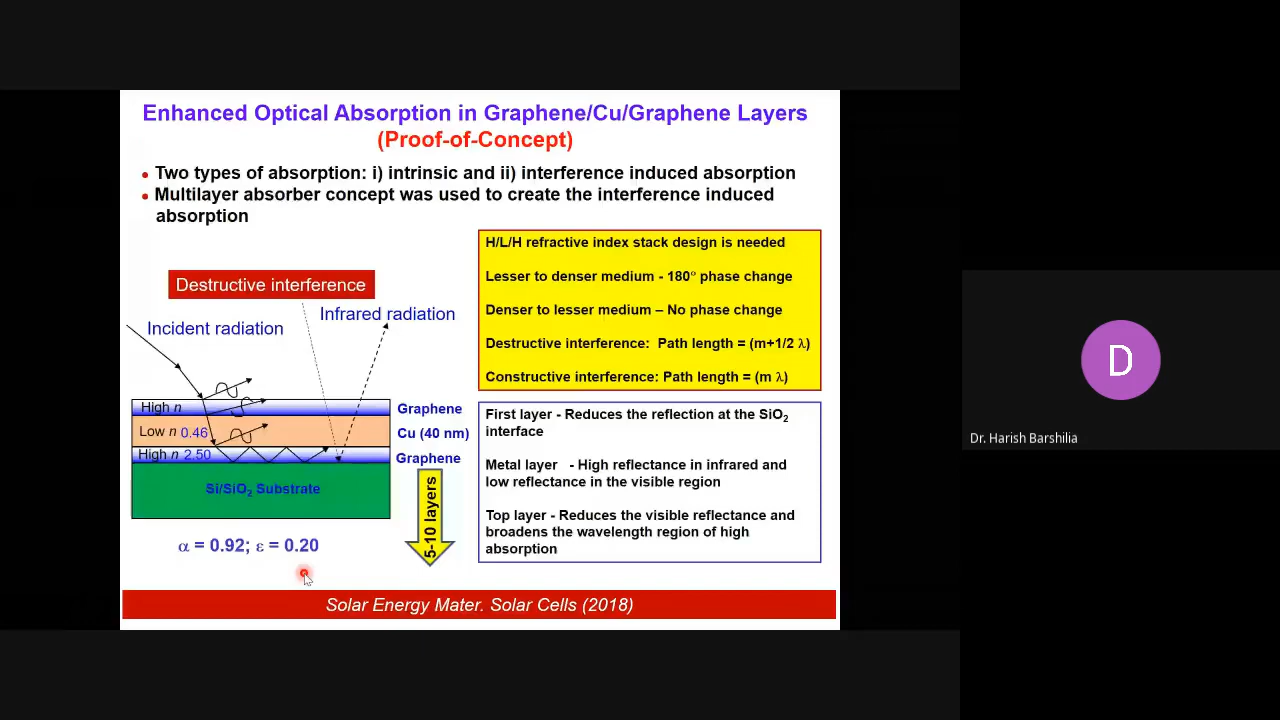 Enhanced Optical Absorption in Graphene/Cu/Graphene Layers
(Proof-of-Concept)
• Two types of absorption: i) intrinsic and ii) interference induced absorption
• Multilayer absorber concept was used to create the interference induced
absorption
Destructive interference
Incident radiation
Infrared radiation
High n
Low n 0.46
High n 2.50
Graphene
Cu (40 nm)
Graphene
Si/SiO₂ Substrate
5-10 layers
α = 0.92; ε = 0.20
H/L/H refractive index stack design is needed
Lesser to denser medium - 180° phase change
Denser to lesser medium – No phase change
Destructive interference: Path length = (m+1/2 λ)
Constructive interference: Path length = (m λ)
First layer - Reduces the reflection at the SiO₂
interface
Metal layer - High reflectance in infrared and
low reflectance in the visible region
Top layer - Reduces the visible reflectance and
broadens the wavelength region of high
absorption
Solar Energy Mater. Solar Cells (2018)
D
Dr. Harish Barshilia